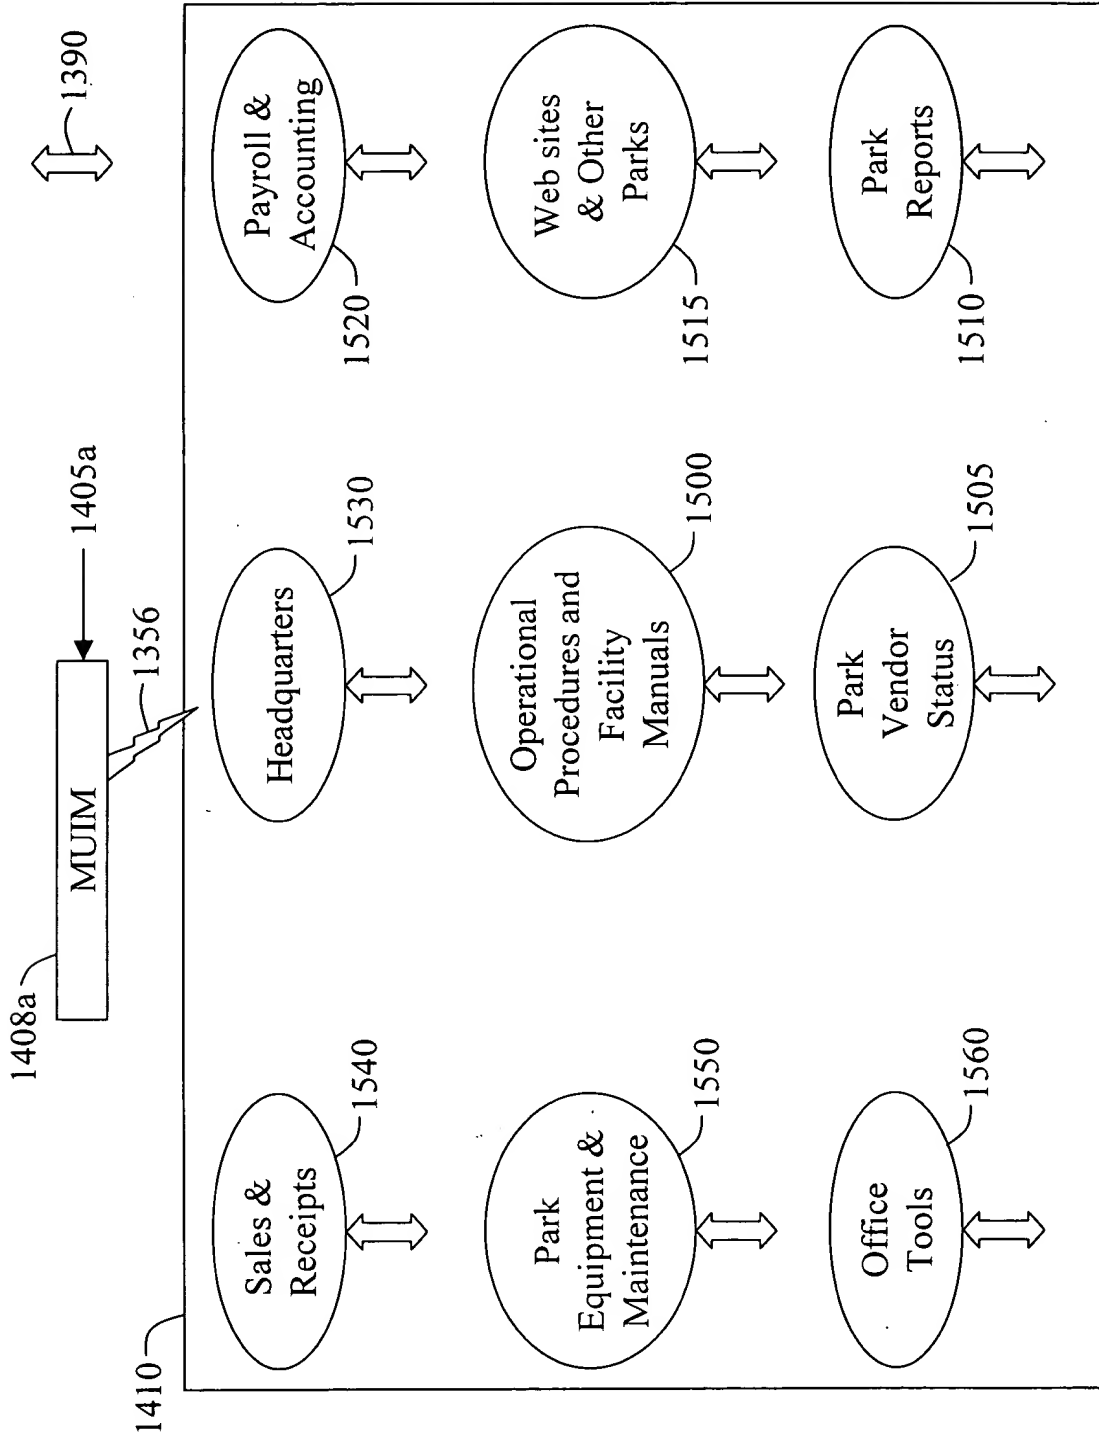 1408a
MUIM
1405a
1356
1390
1410
Sales &
Receipts
1540
Headquarters
1530
Payroll &
Accounting
1520
Park
Equipment &
Maintenance
1550
Operational
Procedures and
Facility
Manuals
1500
Web sites
& Other
Parks
1515
Office
Tools
1560
Park
Vendor
Status
1505
Park
Reports
1510